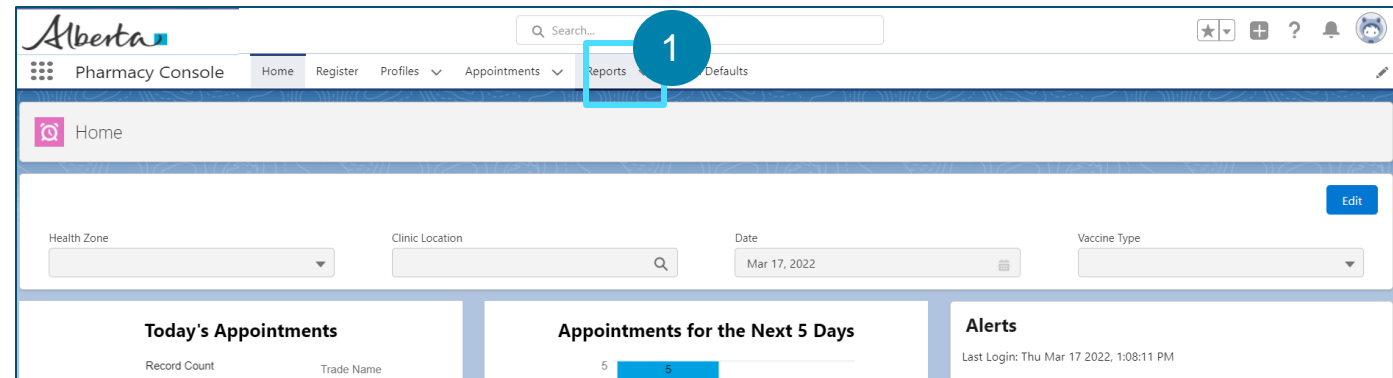 Alberta
Search...
1
Pharmacy Console Home Register Profiles Appointments Reports Defaults
Home
Edit
Health Zone Clinic Location Date Vaccine Type
Mar 17, 2022
Today's Appointments Appointments for the Next 5 Days Alerts
Last Login: Thu Mar 17 2022, 1:08:11 PM
Record Count Trade Name 5 5